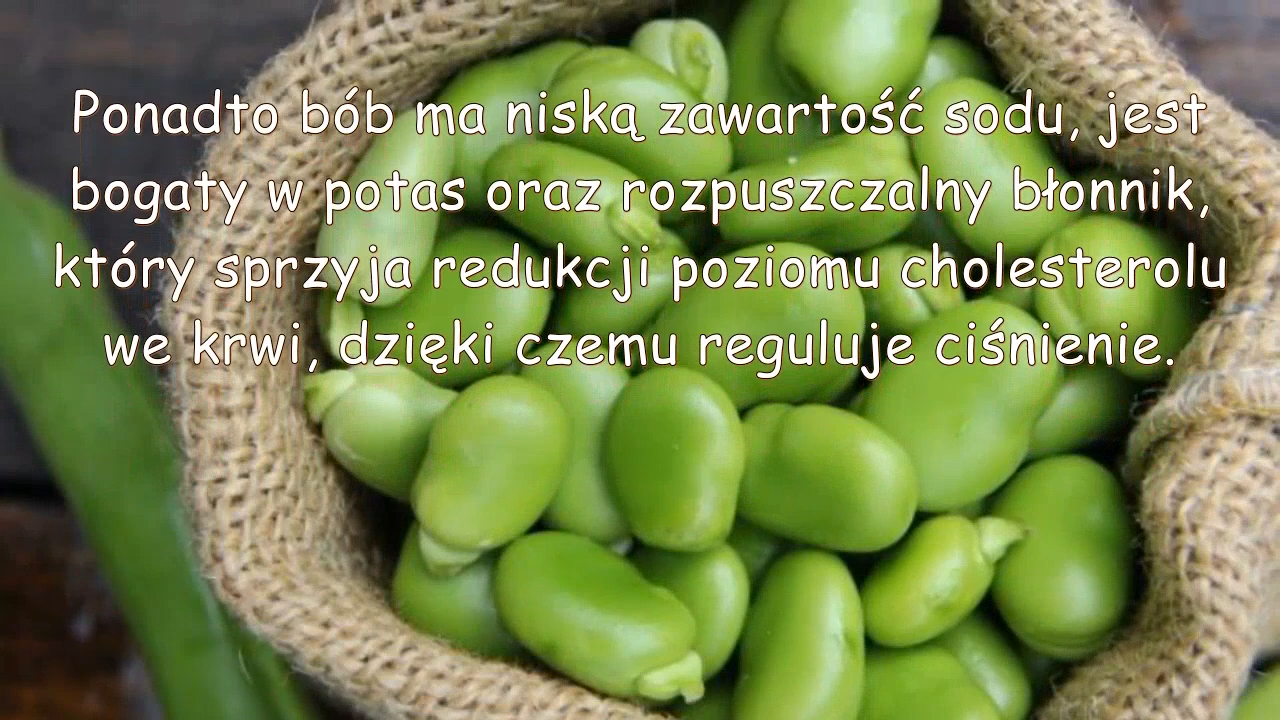 Ponadto bób ma niską zawartość sodu, jest
bogaty w potas oraz rozpuszczalny błonnik,
który sprzyja redukcji poziomu cholesterolu
we krwi, dzięki czemu reguluje ciśnienie.